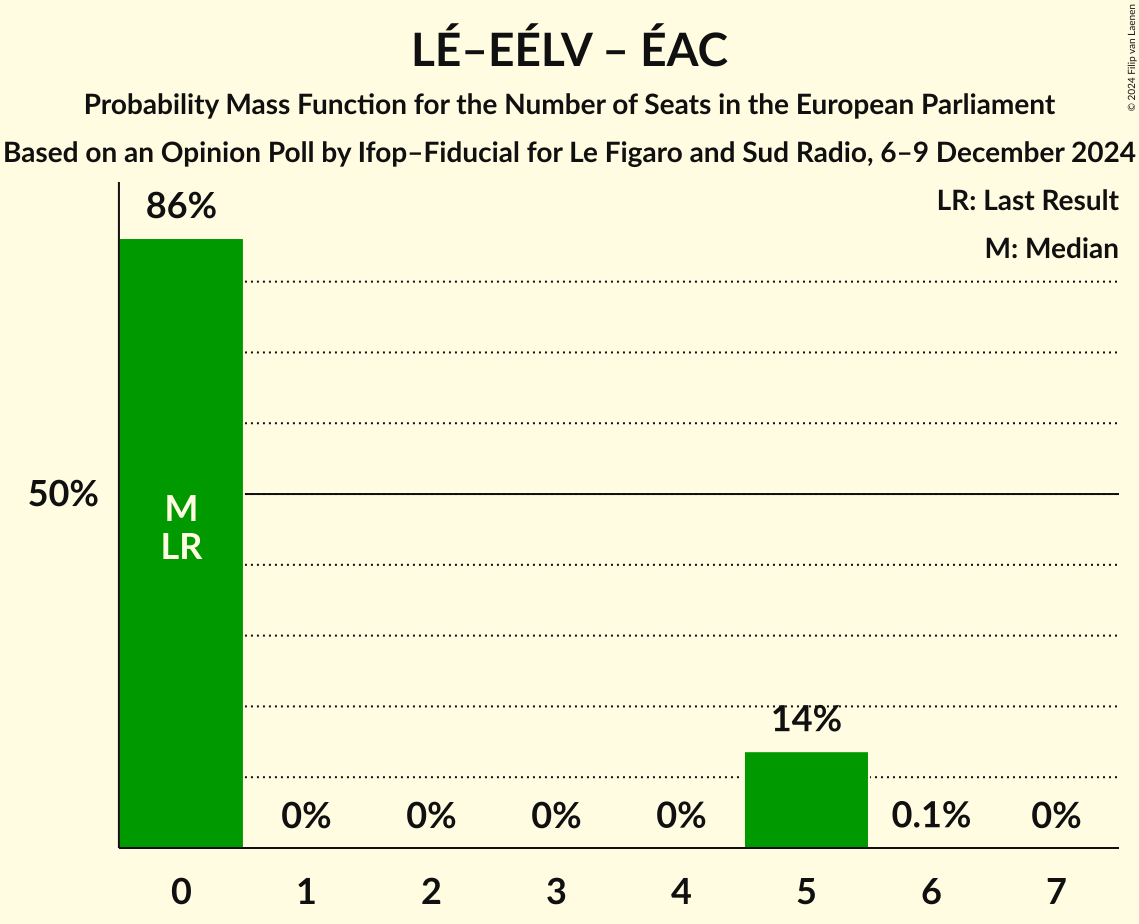 LÉ–EÉLV – ÉAC
Probability Mass Function for the Number of Seats in the European Parliament
Based on an Opinion Poll by Ifop–Fiducial for Le Figaro and Sud Radio, 6–9 December 2024
© 2024 Filip van Laenen
LR: Last Result
M: Median
86%
50%
M
LR
0%
0%
0%
0%
14%
0.1%
0%
0
1
2
3
4
5
6
7